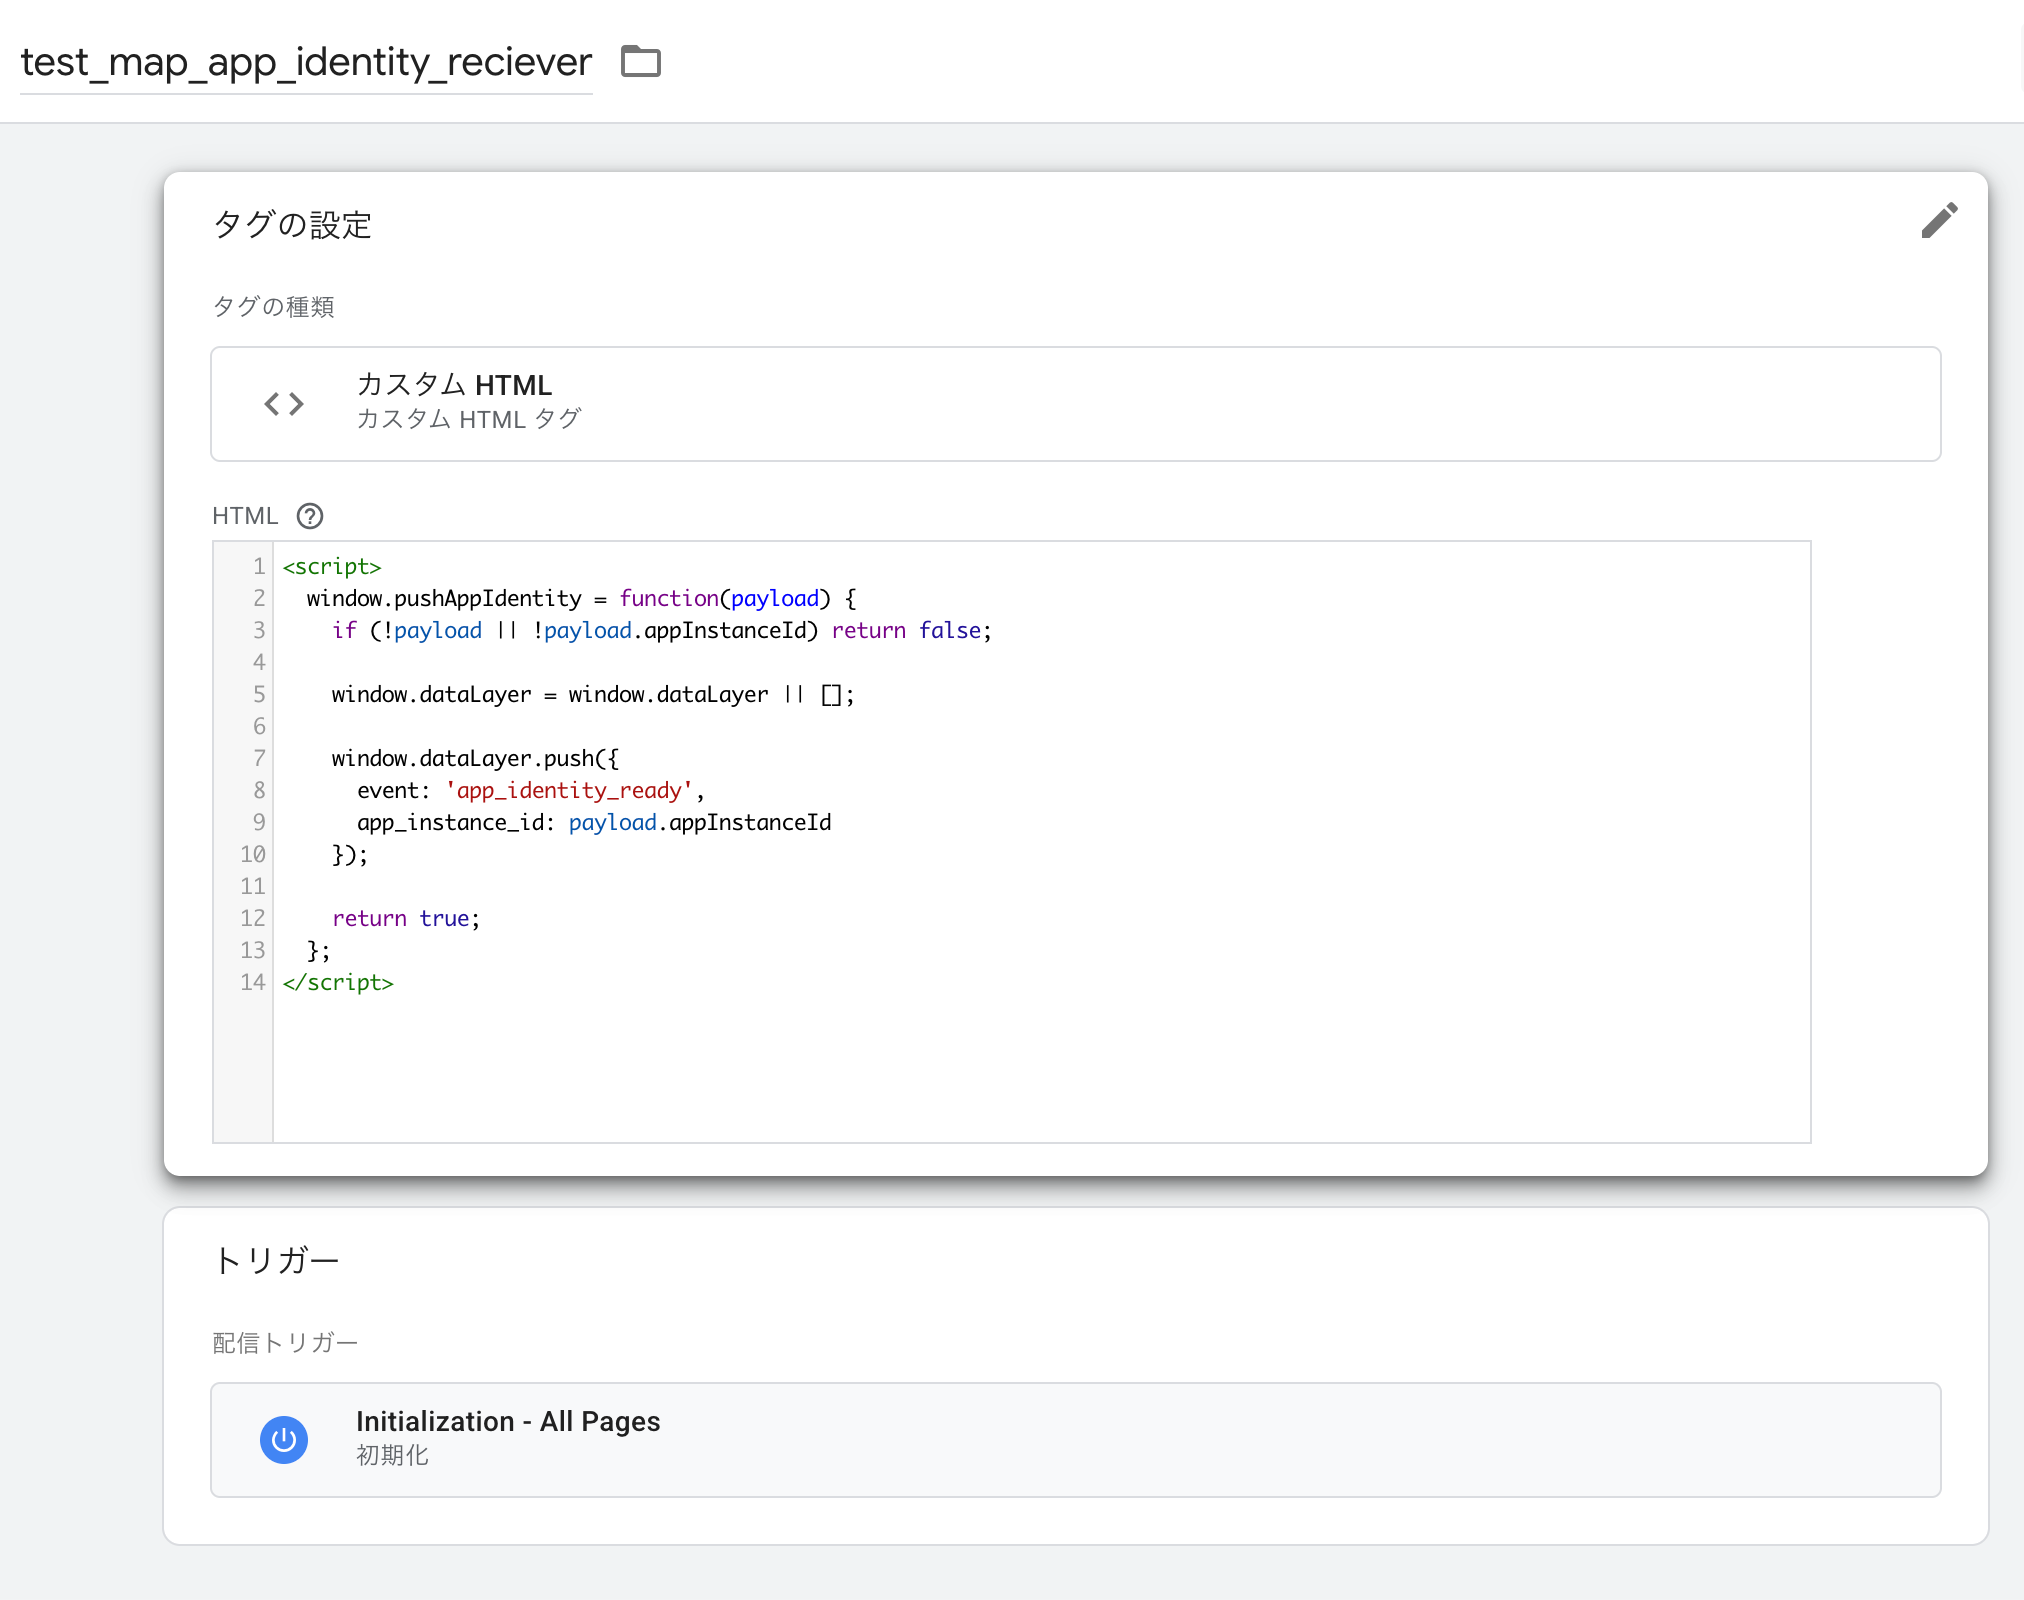 test_map_app_identity_reciever
タグの設定
タグの種類
カスタム HTML
カスタム HTML タグ
HTML
1 <script>
2   window.pushAppIdentity = function(payload) {
3     if (!payload || !payload.appInstanceId) return false;
4
5     window.dataLayer = window.dataLayer || [];
6
7     window.dataLayer.push({
8       event: 'app_identity_ready',
9       app_instance_id: payload.appInstanceId
10     });
11
12     return true;
13   };
14 </script>
トリガー
配信トリガー
Initialization - All Pages
初期化